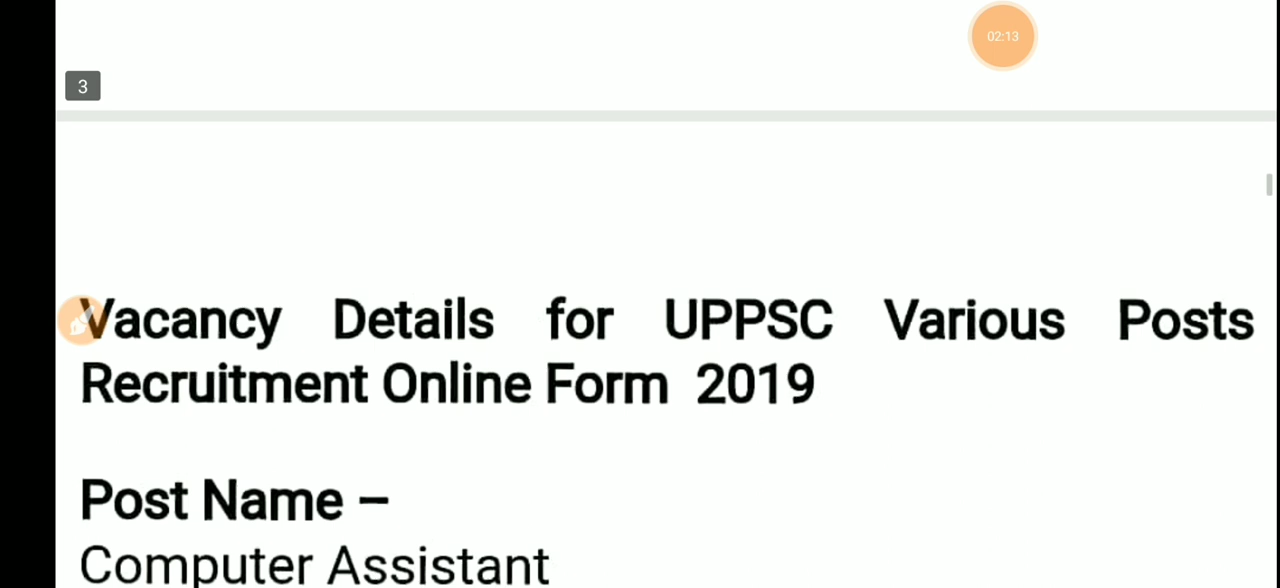 02:13
3
Vacancy Details for UPPSC Various Posts
Recruitment Online Form 2019
Post Name –
Computer Assistant